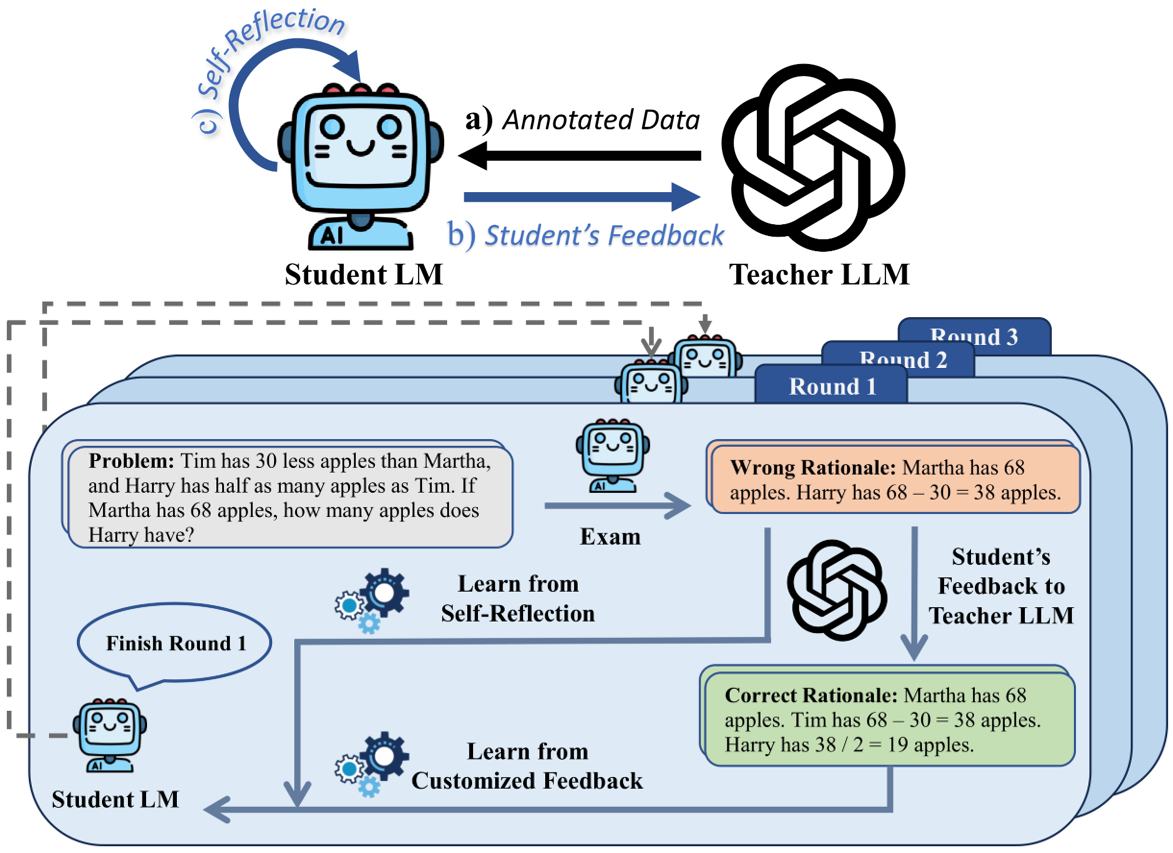 c) Self-Reflection
a) Annotated Data
b) Student's Feedback
AI
Student LM
Teacher LLM
Round 3
Round 2
Round 1
Problem: Tim has 30 less apples than Martha,
and Harry has half as many apples as Tim. If
Martha has 68 apples, how many apples does
Harry have?
AI
Exam
Wrong Rationale: Martha has 68
apples. Harry has 68 – 30 = 38 apples.
Learn from
Self-Reflection
Student's
Feedback to
Teacher LLM
Finish Round 1
Correct Rationale: Martha has 68
apples. Tim has 68 – 30 = 38 apples.
Harry has 38 / 2 = 19 apples.
Learn from
Customized Feedback
AI
Student LM